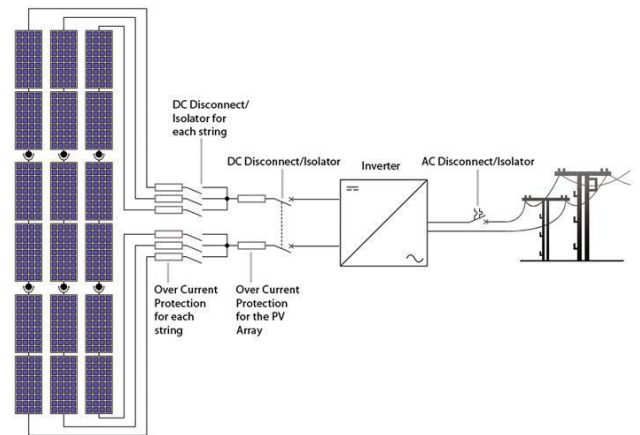 DC Disconnect/
Isolator for
each string
DC Disconnect/Isolator
Inverter
AC Disconnect/Isolator
Over Current
Protection
for each
string
Over Current
Protection
for the PV
Array